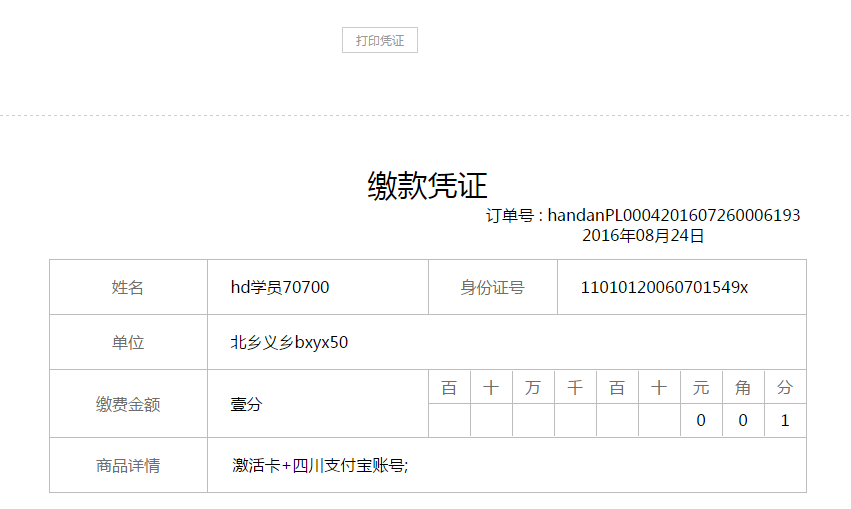 打印凭证
缴款凭证
订单号 : handanPL0004201607260006193
2016年08月24日
姓名 hd学员70700 身份证号 11010120060701549x
单位 北乡义乡bxyx50
缴费金额 壹分 百 十 万 千 百 十 元 角 分
0 0 1
商品详情 激活卡+四川支付宝账号;